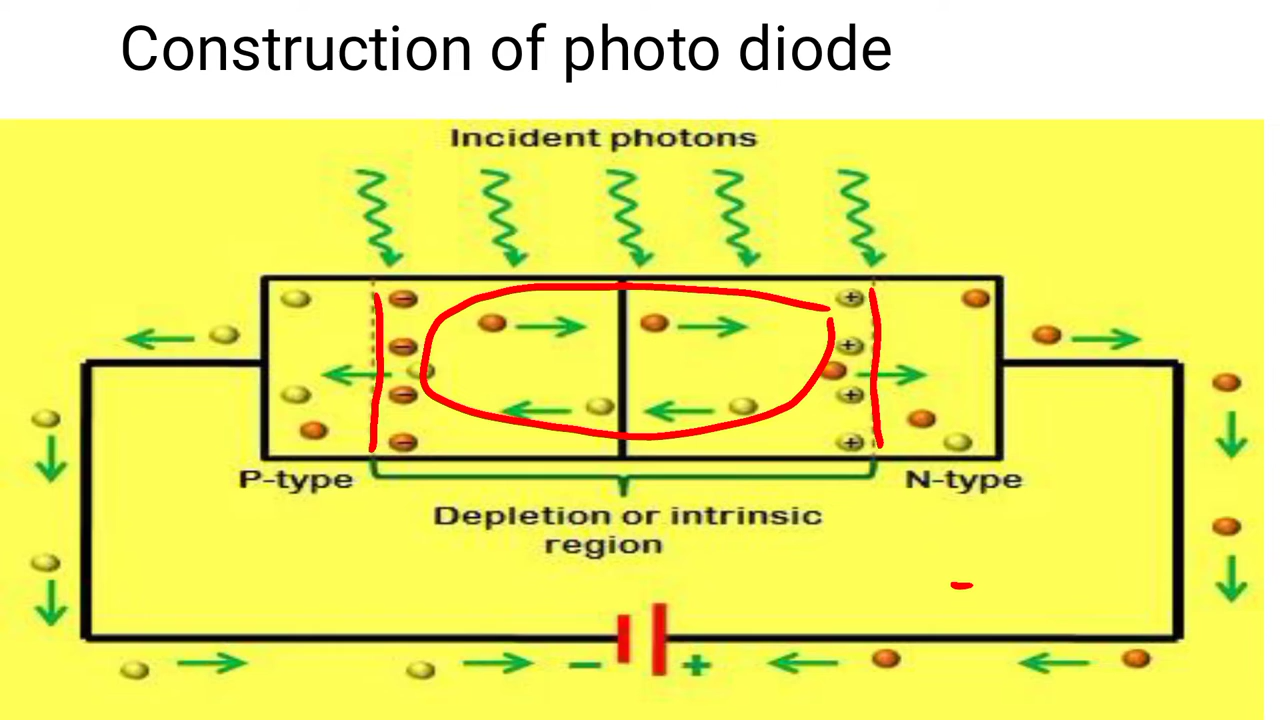 Construction of photo diode
Incident photons
P-type
N-type
Depletion or intrinsic
region
- +